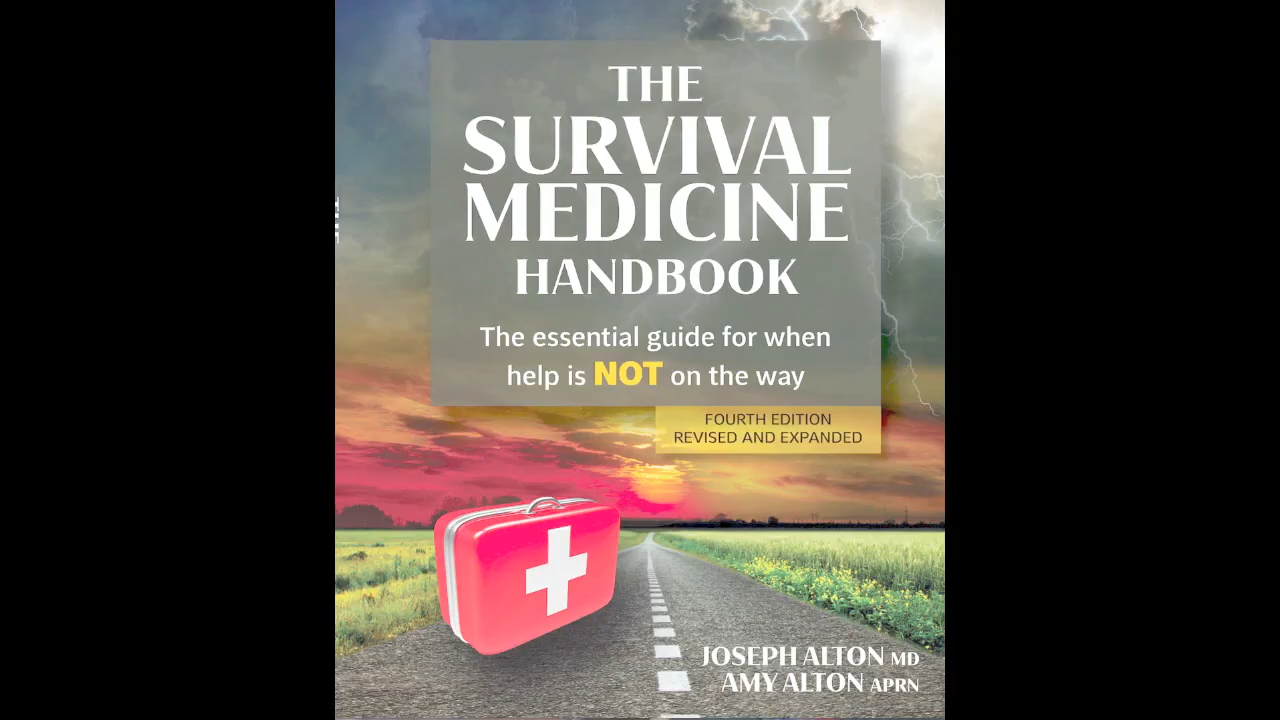 THE
SURVIVAL
MEDICINE
HANDBOOK
The essential guide for when
help is NOT on the way
FOURTH EDITION
REVISED AND EXPANDED
JOSEPH ALTON MD
AMY ALTON APRN